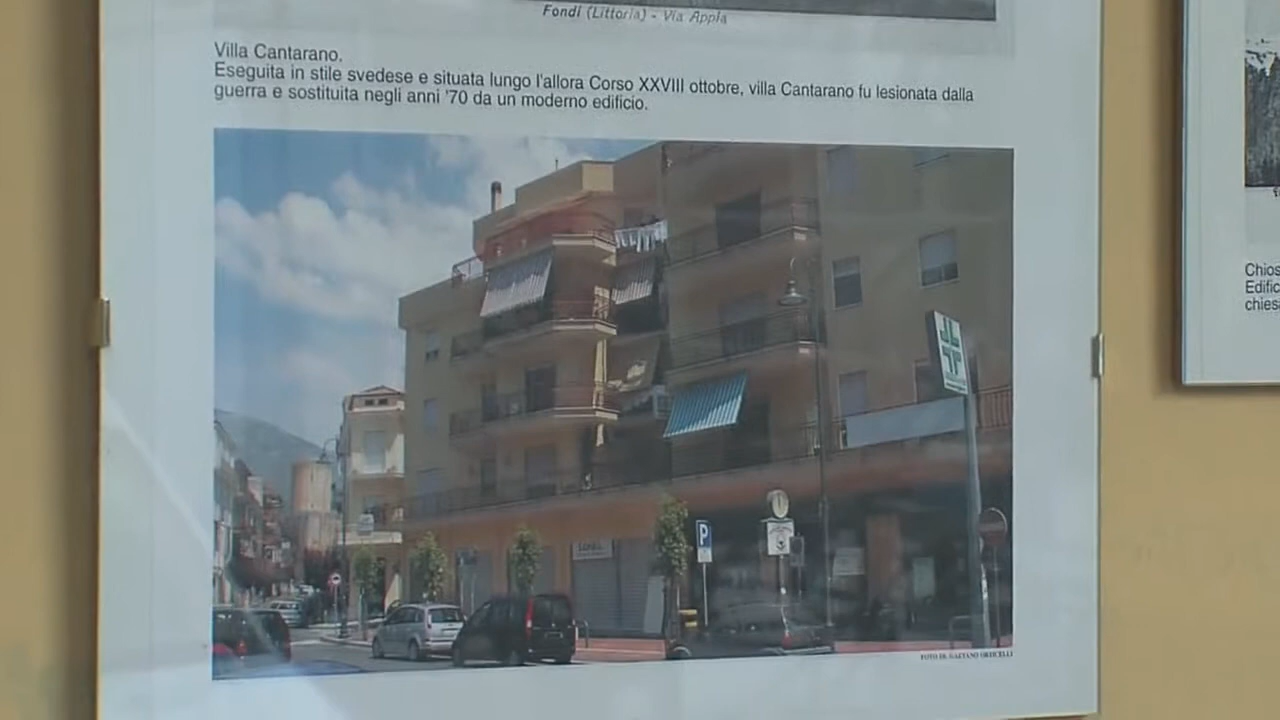 Fondi (Littoria) - Via Appia
Villa Cantarano.
Eseguita in stile svedese e situata lungo l'allora Corso XXVIII ottobre, villa Cantarano fu lesionata dalla
guerra e sostituita negli anni '70 da un moderno edificio.
P
FOTO DI GAETANO ORTICELLI
Chios
Edific
chies